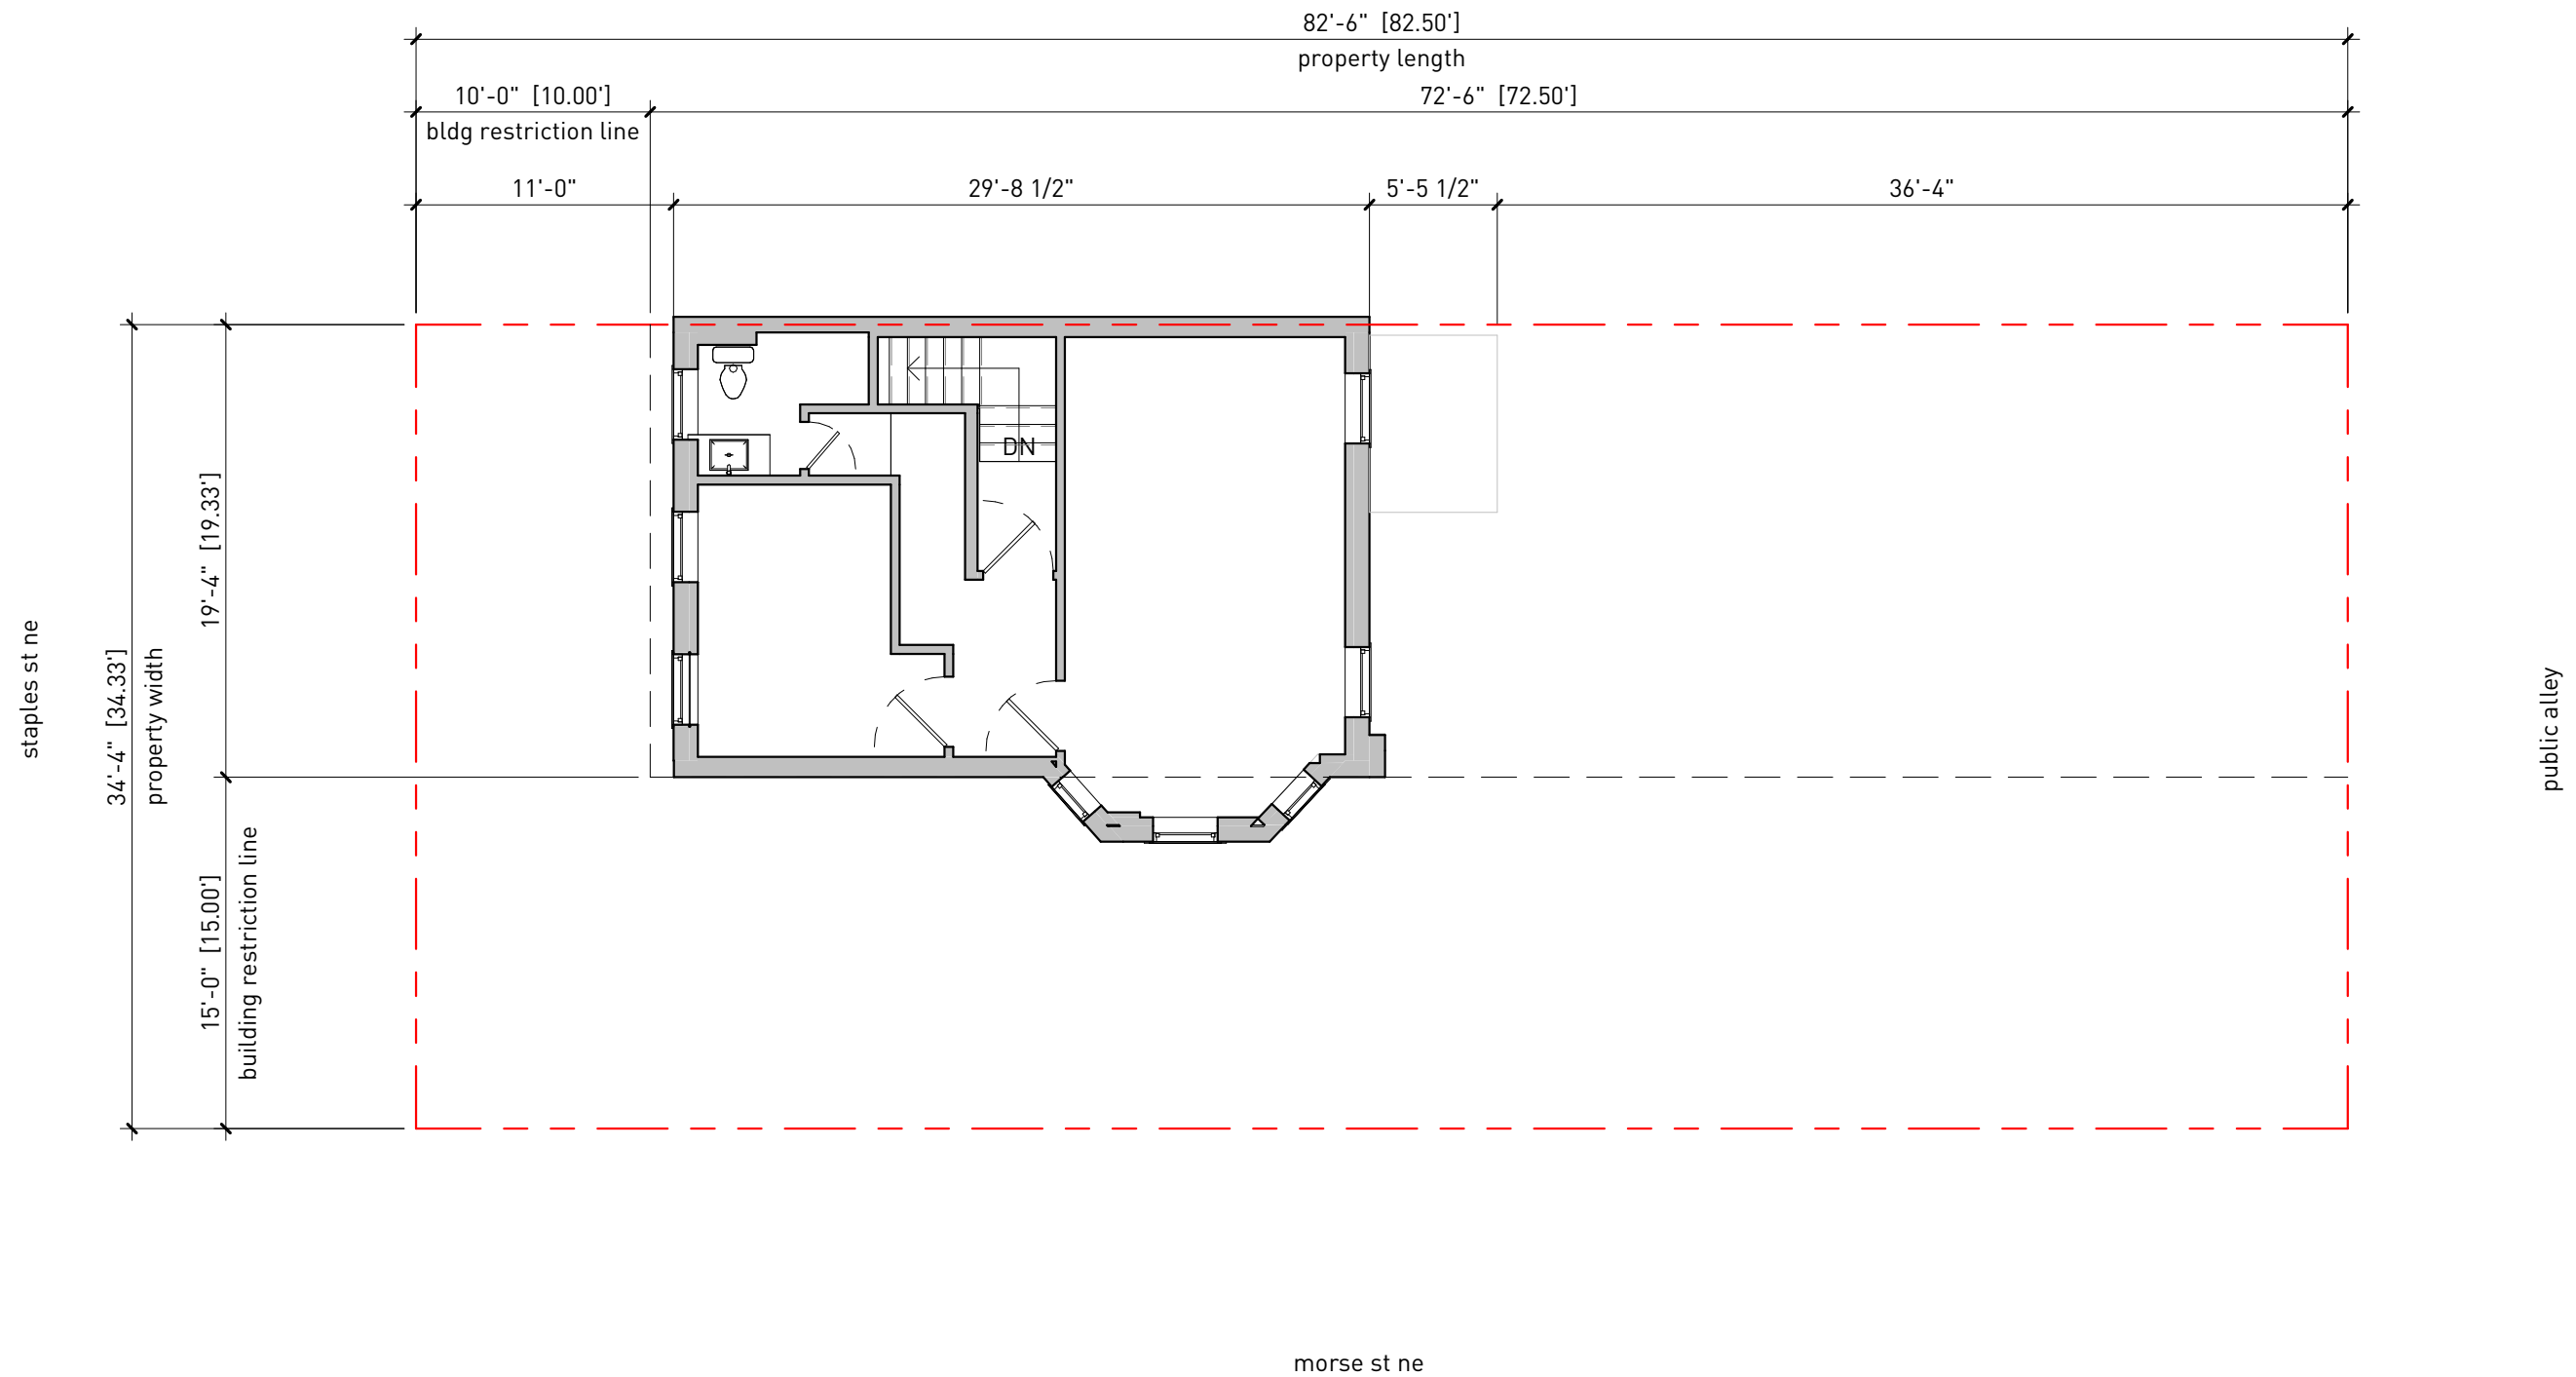 82'-6" [82.50']
property length
10'-0" [10.00']
72'-6" [72.50']
bldg restriction line
11'-0"
29'-8 1/2"
5'-5 1/2"
36'-4"
DN
staples st ne
34'-4" [34.33']
property width
19'-4" [19.33']
15'-0" [15.00']
building restriction line
public alley
morse st ne